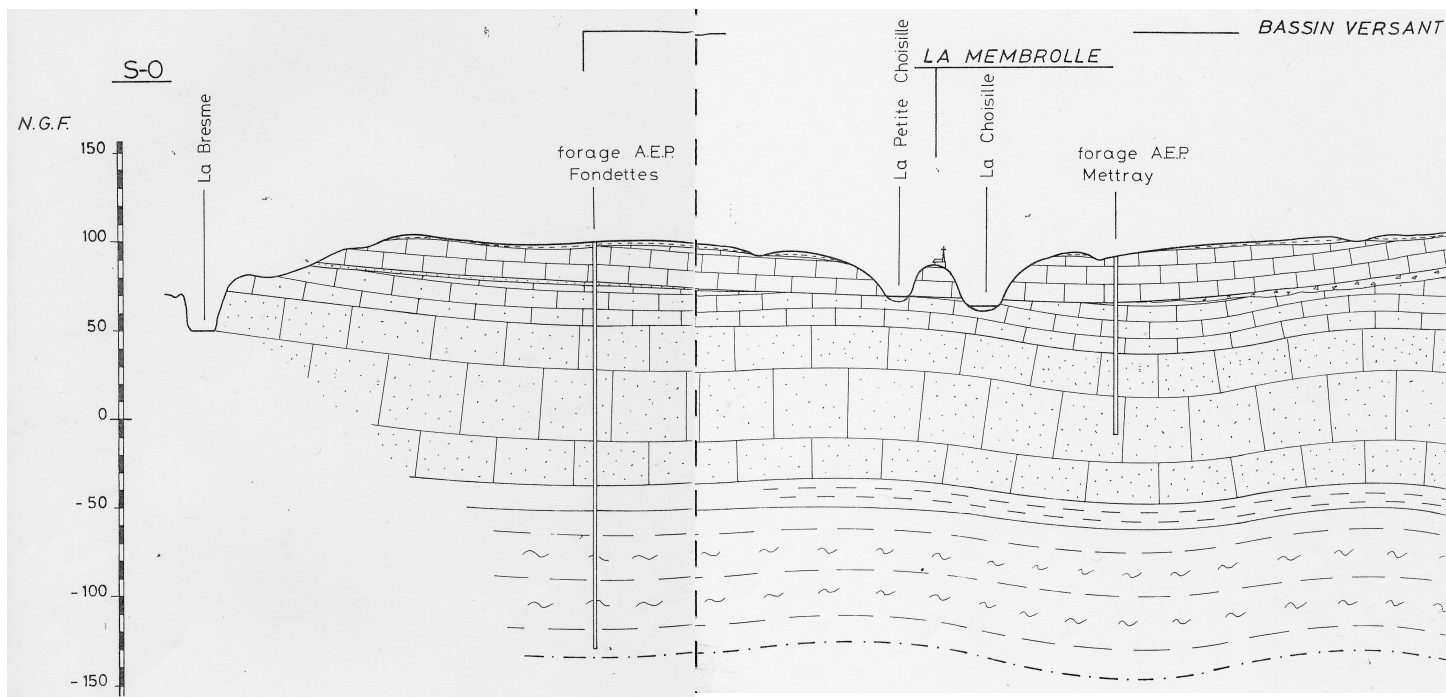 BASSIN VERSANT
LA MEMBROLLE
S-O
N.G.F.
La Bresme
forage A.E.P.
Fondettes
La Petite Choisille
La Choisille
forage A.E.P.
Mettray
150
100
50
0
- 50
- 100
- 150